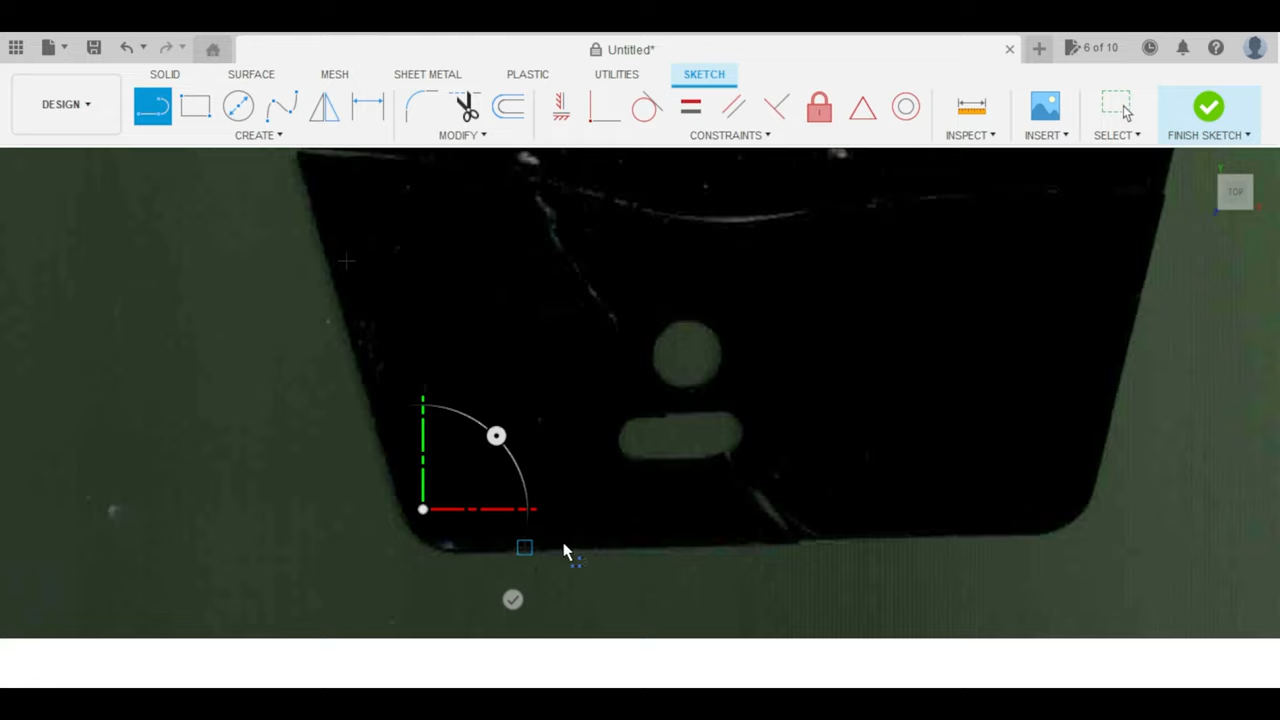 Untitled*
6 of 10
DESIGN
SOLID
SURFACE
MESH
SHEET METAL
PLASTIC
UTILITIES
SKETCH
CREATE
MODIFY
CONSTRAINTS
INSPECT
INSERT
SELECT
FINISH SKETCH
TOP
Y